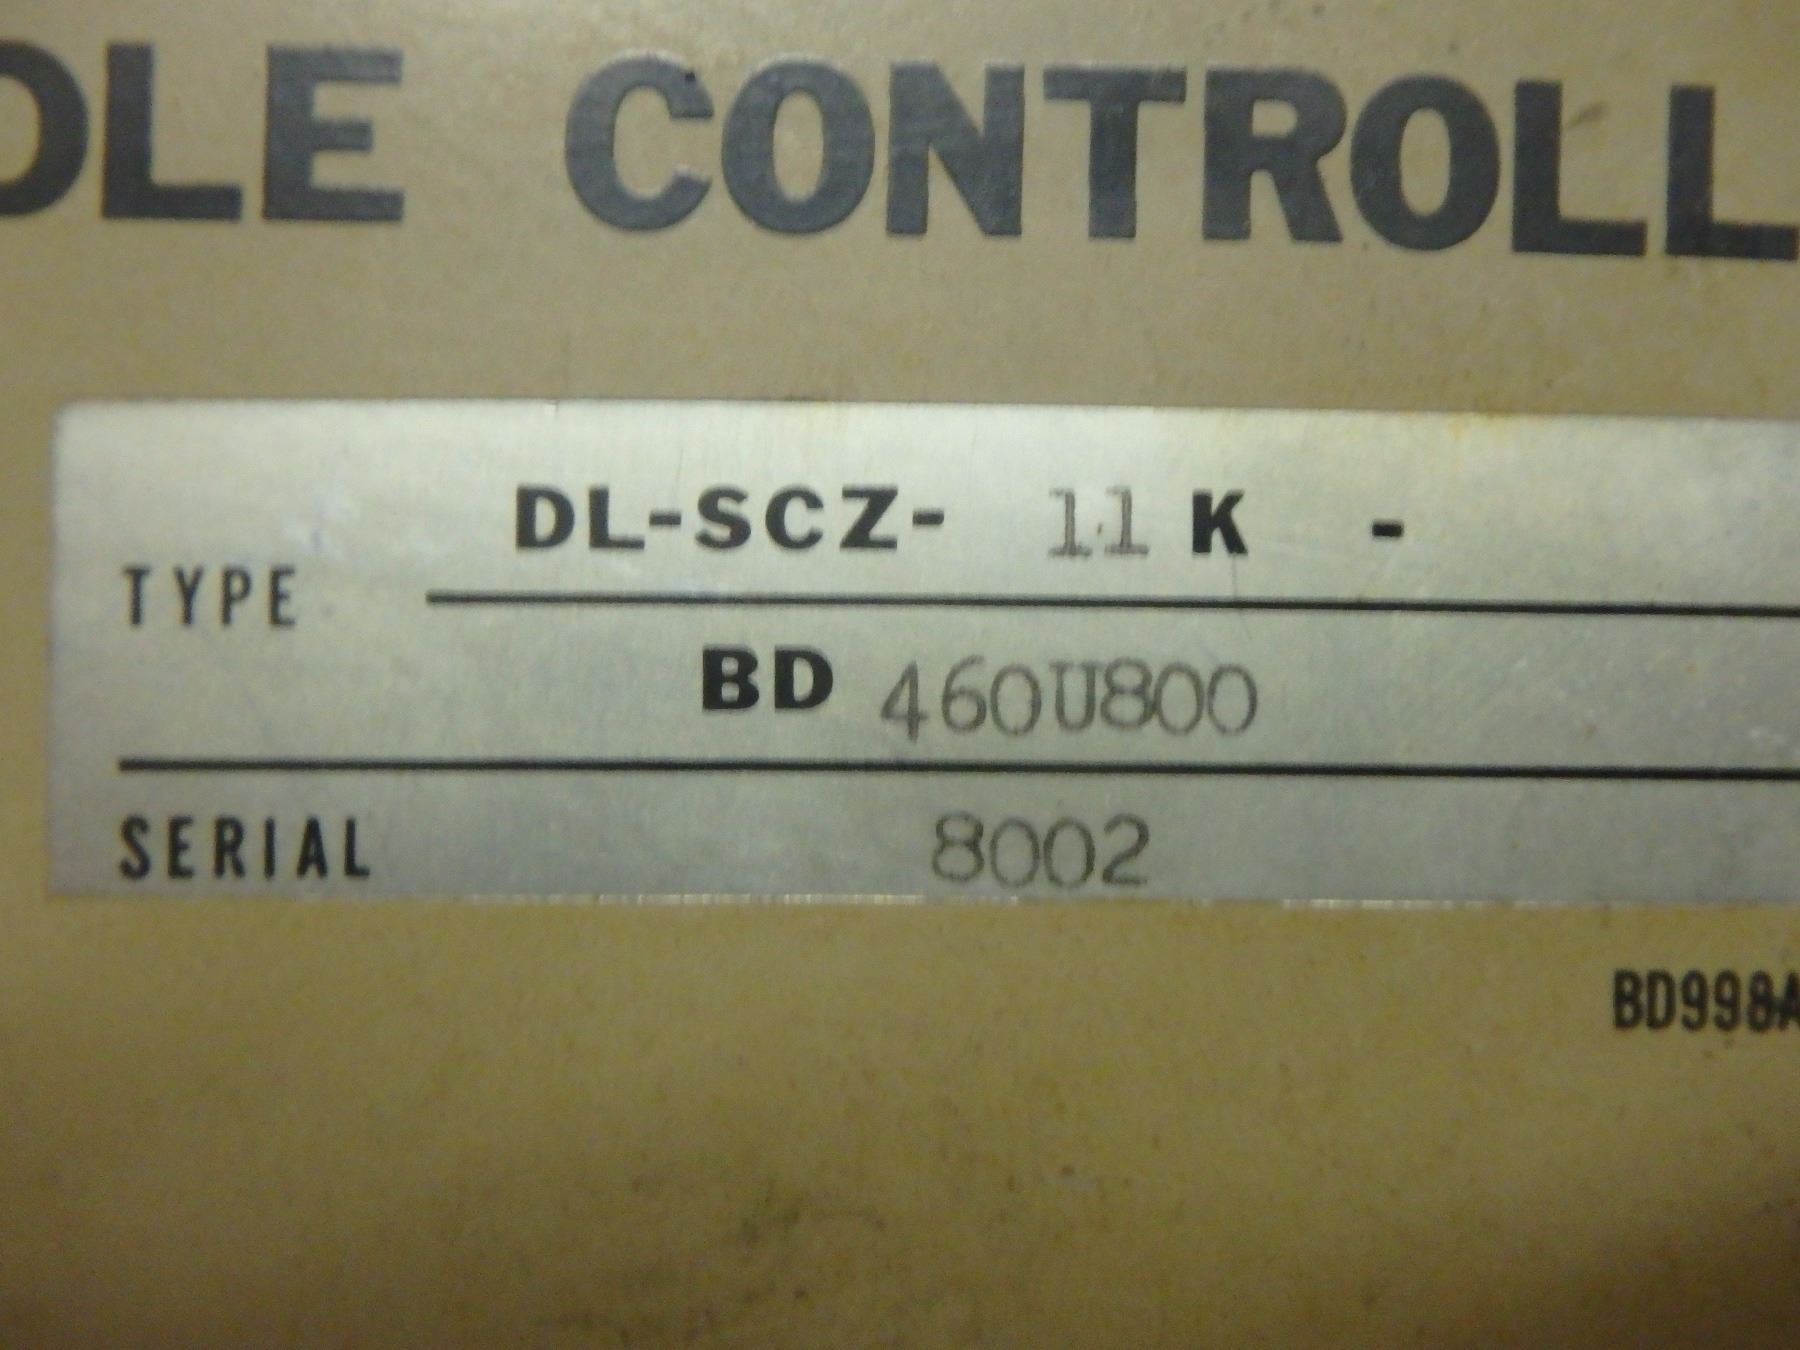 DLE CONTROLL
DL-SCZ- 11 K -
TYPE
BD 460U800
SERIAL 8002
BD998A